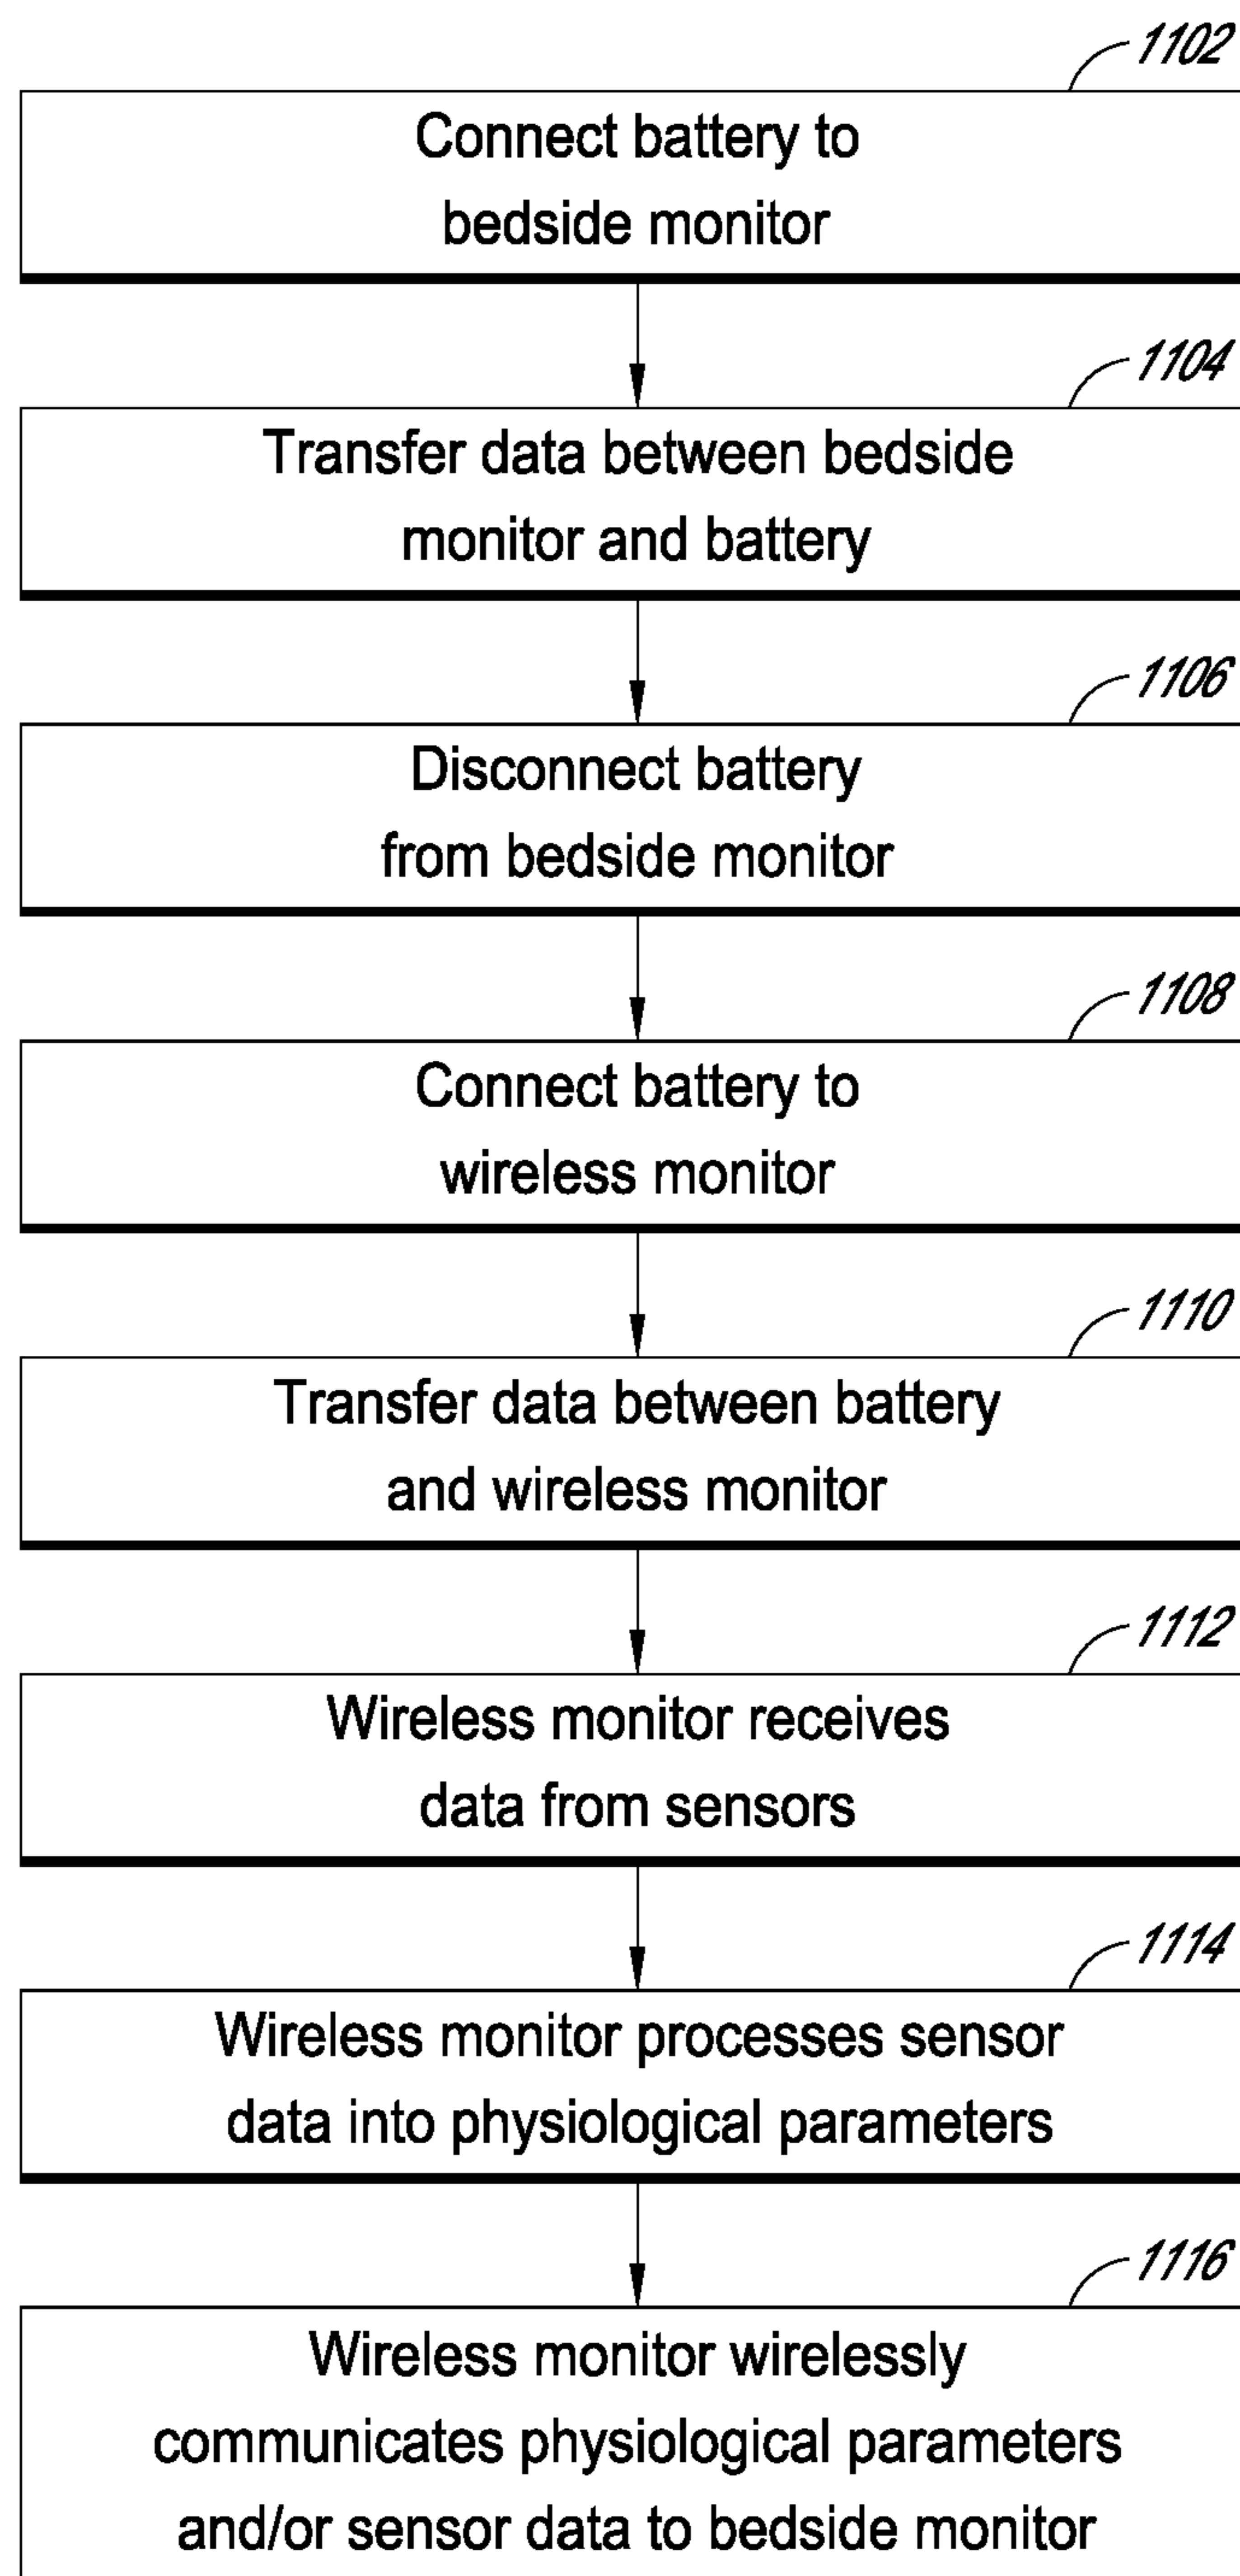 1102
Connect battery to
bedside monitor
1104
Transfer data between bedside
monitor and battery
1106
Disconnect battery
from bedside monitor
1108
Connect battery to
wireless monitor
1110
Transfer data between battery
and wireless monitor
1112
Wireless monitor receives
data from sensors
1114
Wireless monitor processes sensor
data into physiological parameters
1116
Wireless monitor wirelessly
communicates physiological parameters
and/or sensor data to bedside monitor